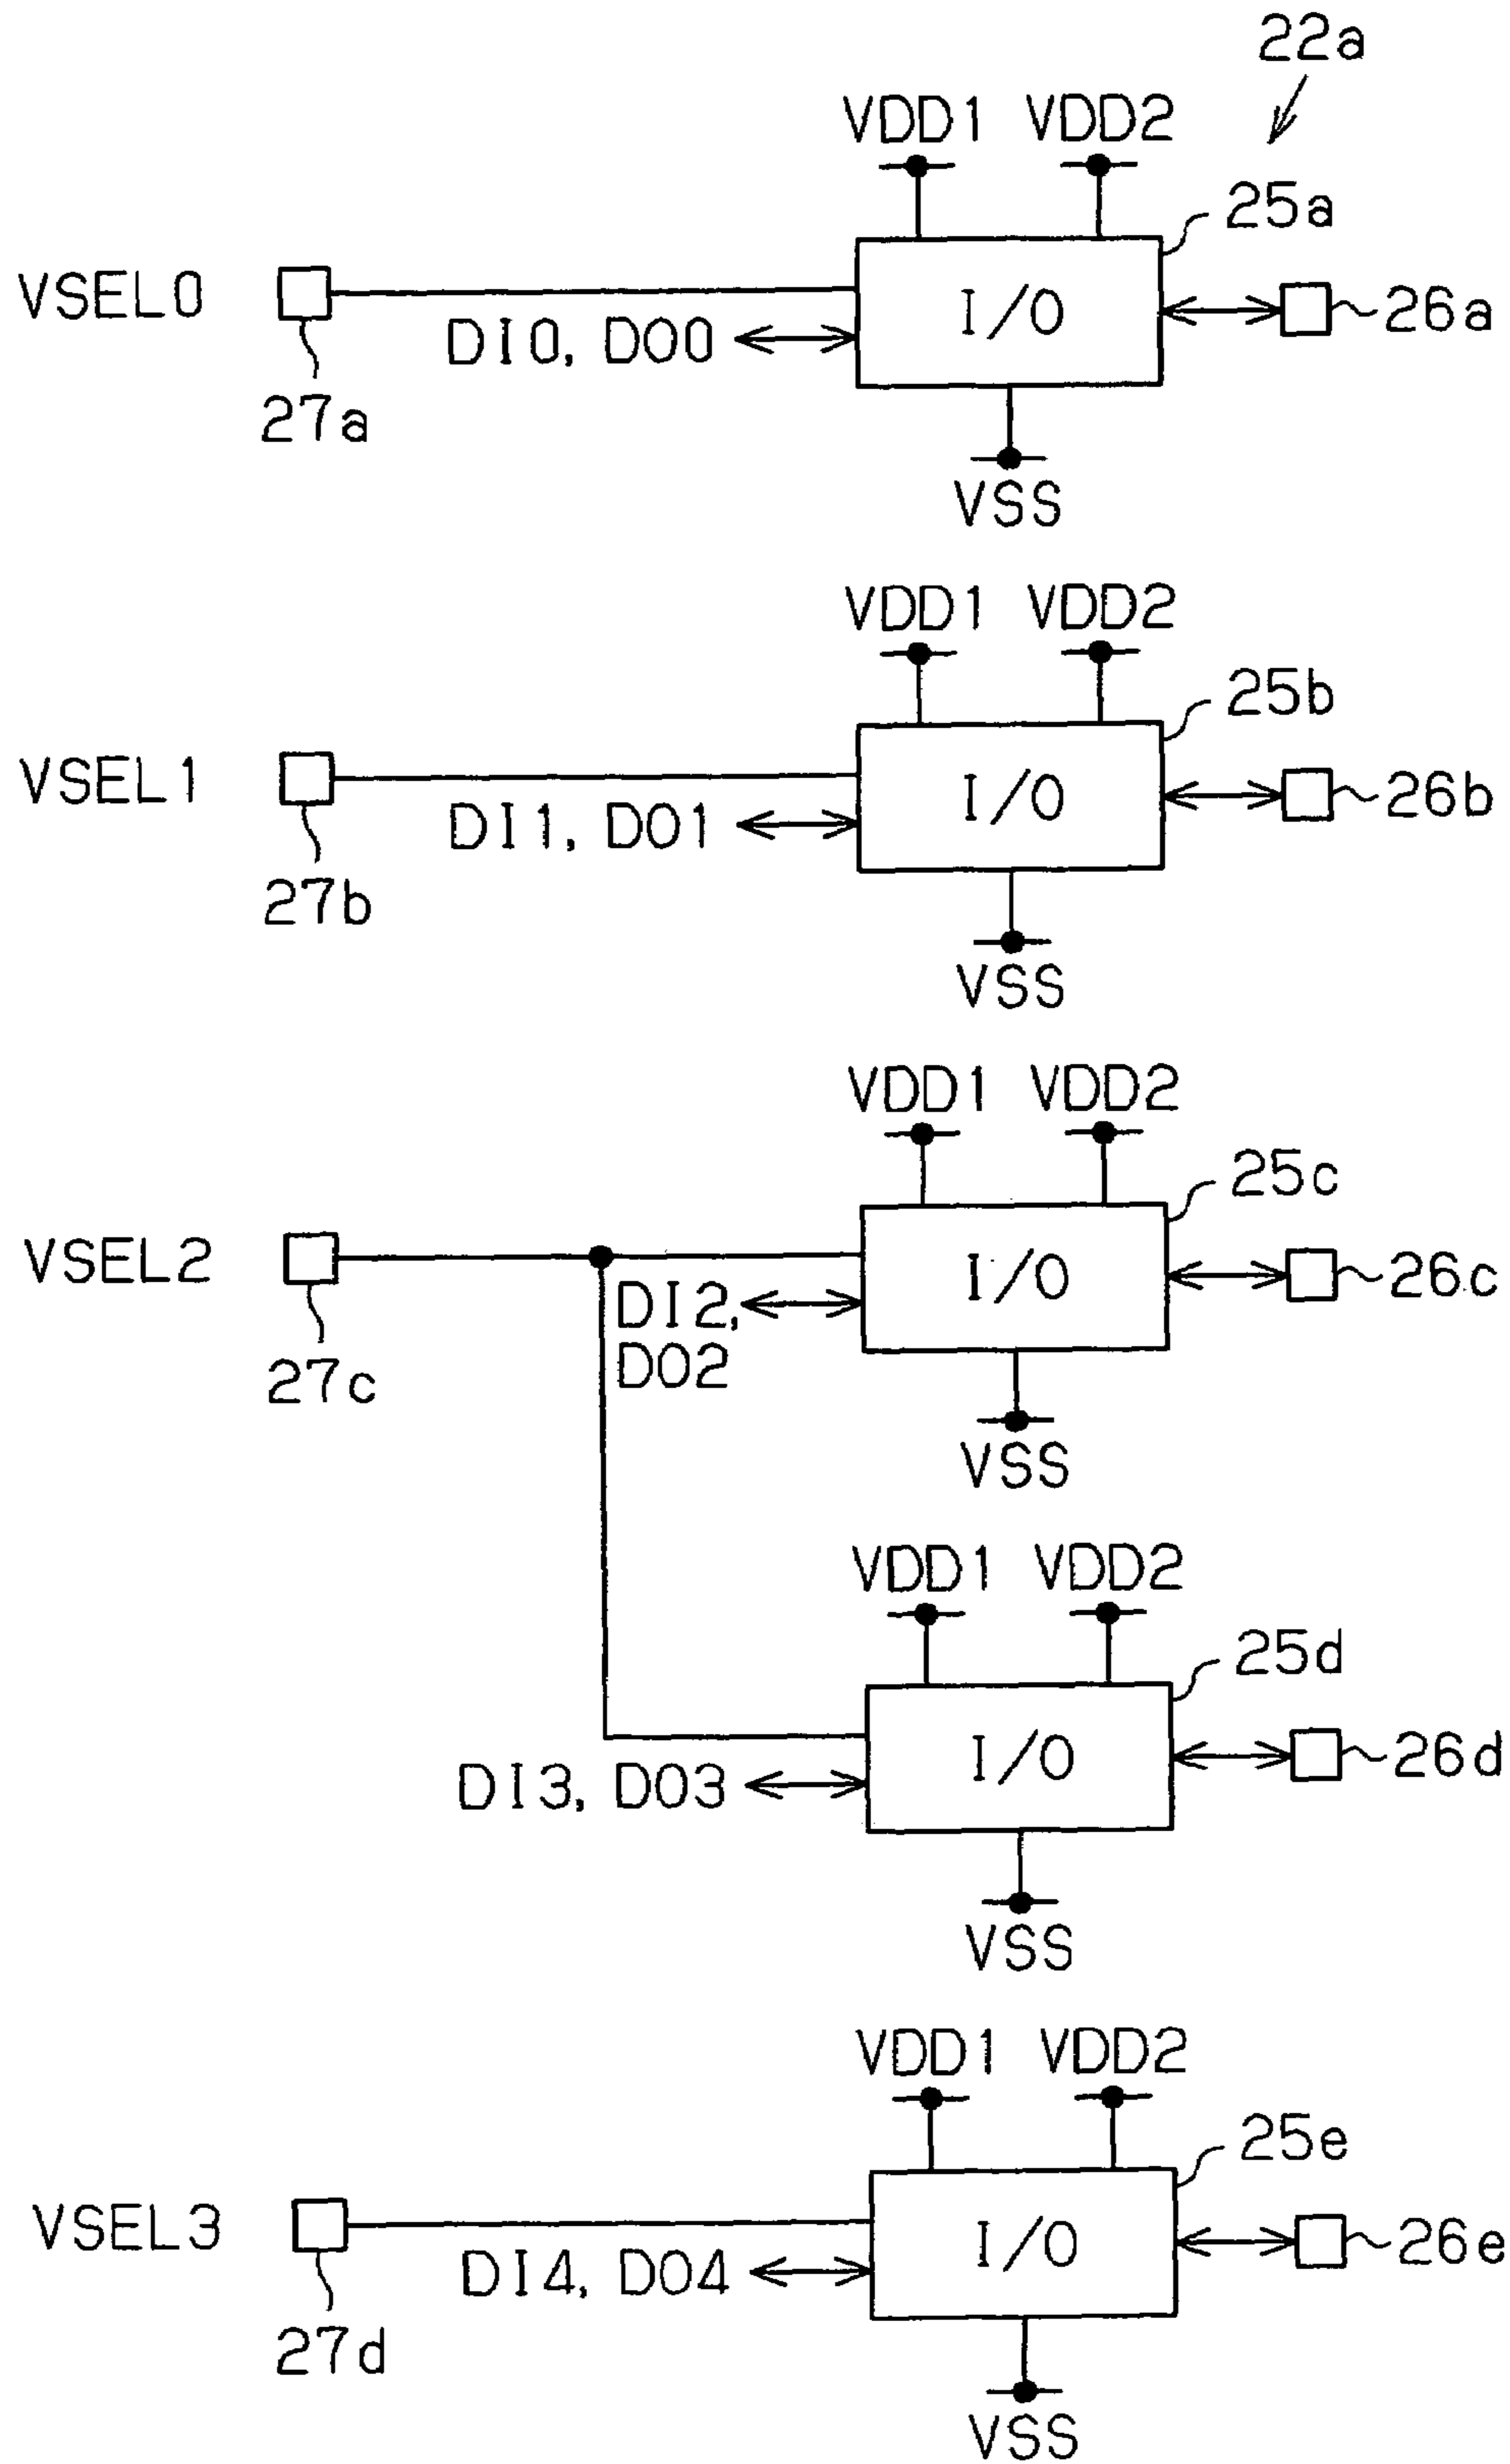 22a
VDD1 VDD2
25a
VSEL0
I/O
26a
DI0, DO0
27a
VSS
VDD1 VDD2
25b
VSEL1
I/O
26b
DI1, DO1
27b
VSS
VDD1 VDD2
25c
VSEL2
I/O
26c
DI2,
DO2
27c
VSS
VDD1 VDD2
25d
I/O
26d
DI3, DO3
VSS
VDD1 VDD2
25e
VSEL3
I/O
26e
DI4, DO4
27d
VSS